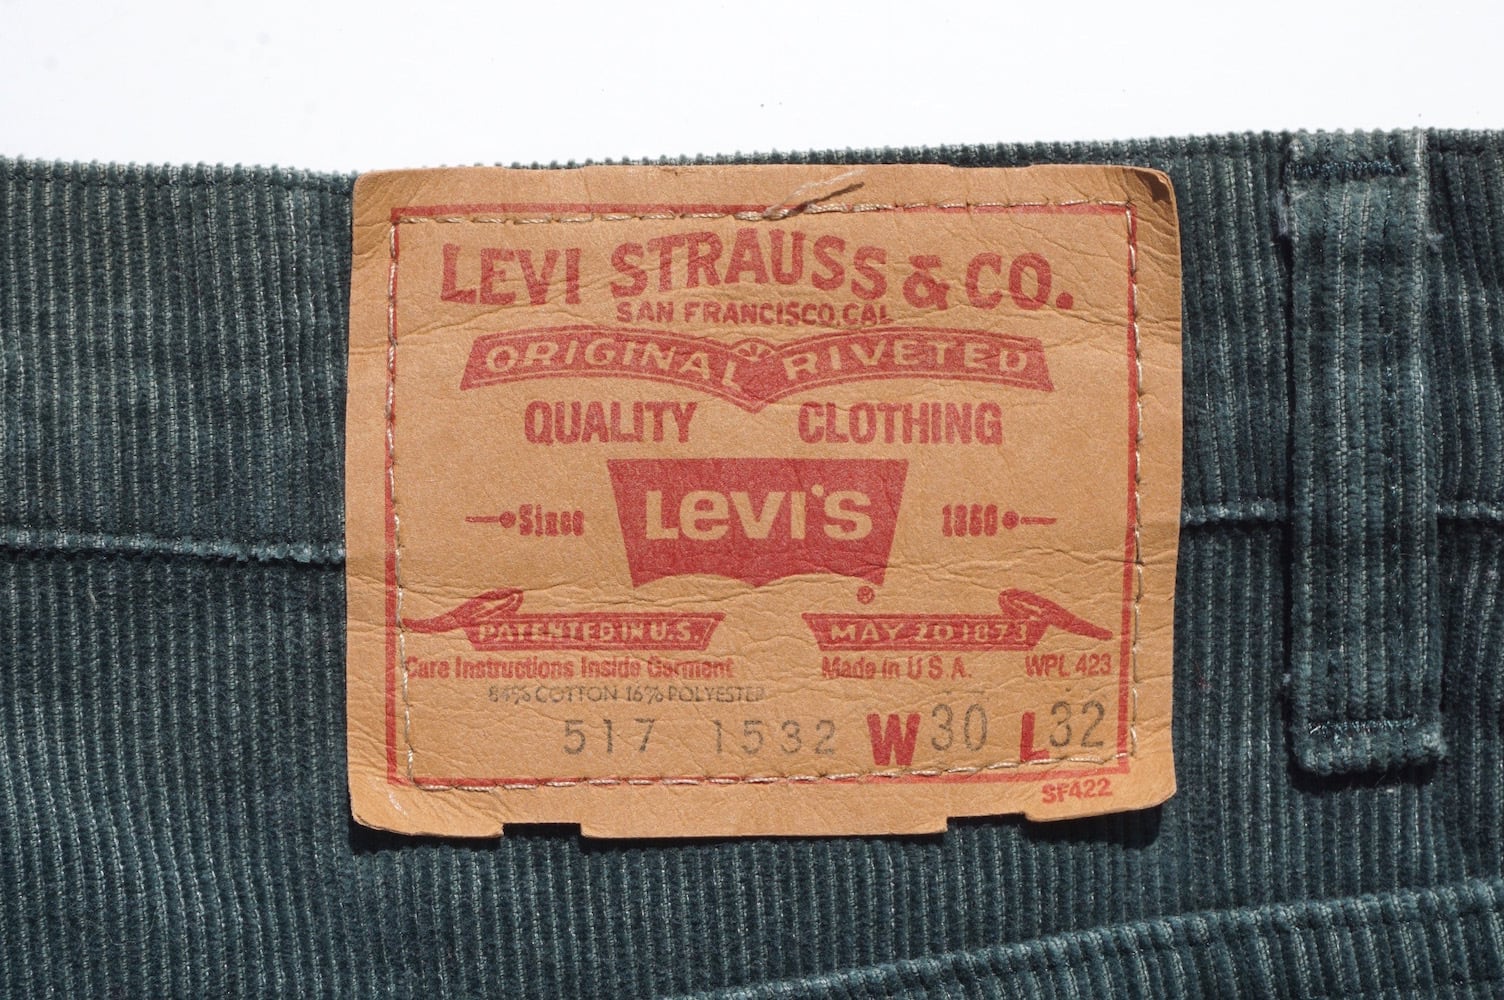 LEVI STRAUSS & CO.
SAN FRANCISCO, CAL
ORIGINAL RIVETED
QUALITY CLOTHING
Since LEVI'S 1860
®
PATENTED IN U.S. MAY 20 1873
Care Instructions Inside Garment Made in U S A. WPL 423
84% COTTON 16% POLYESTER
517 1532 W30 L32
SF422